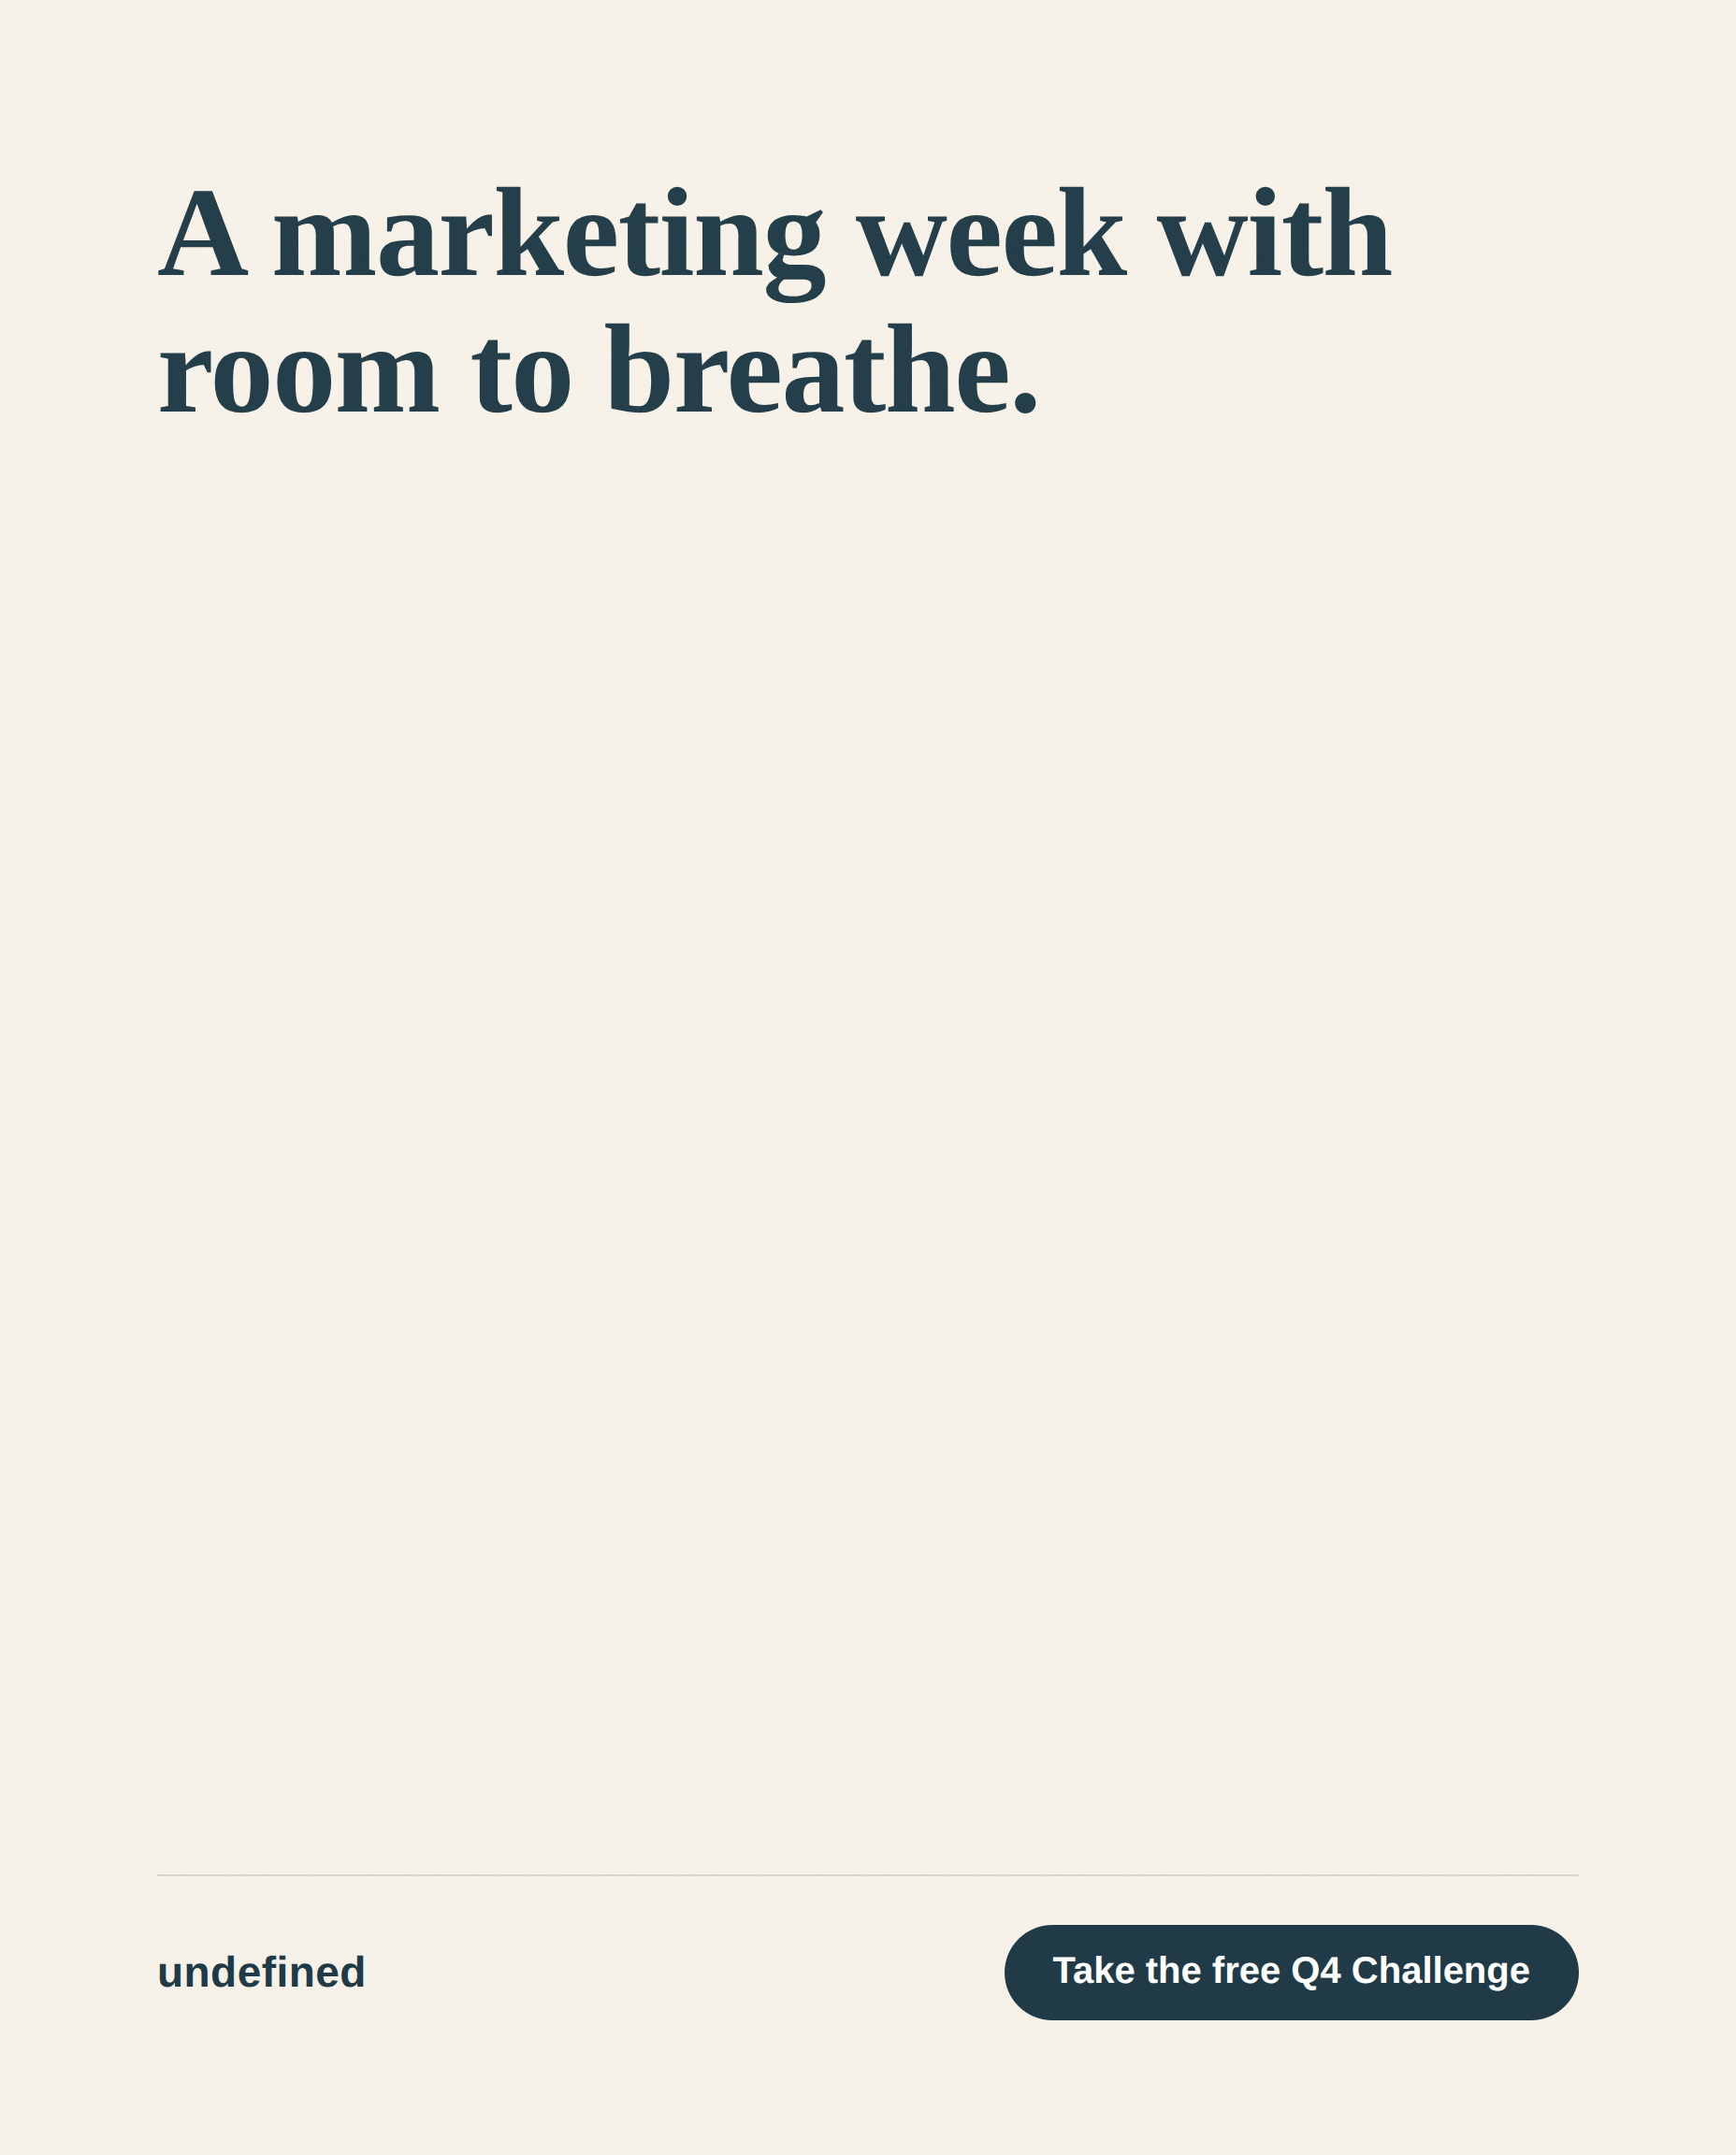 A marketing week with
room to breathe.
undefined
Take the free Q4 Challenge